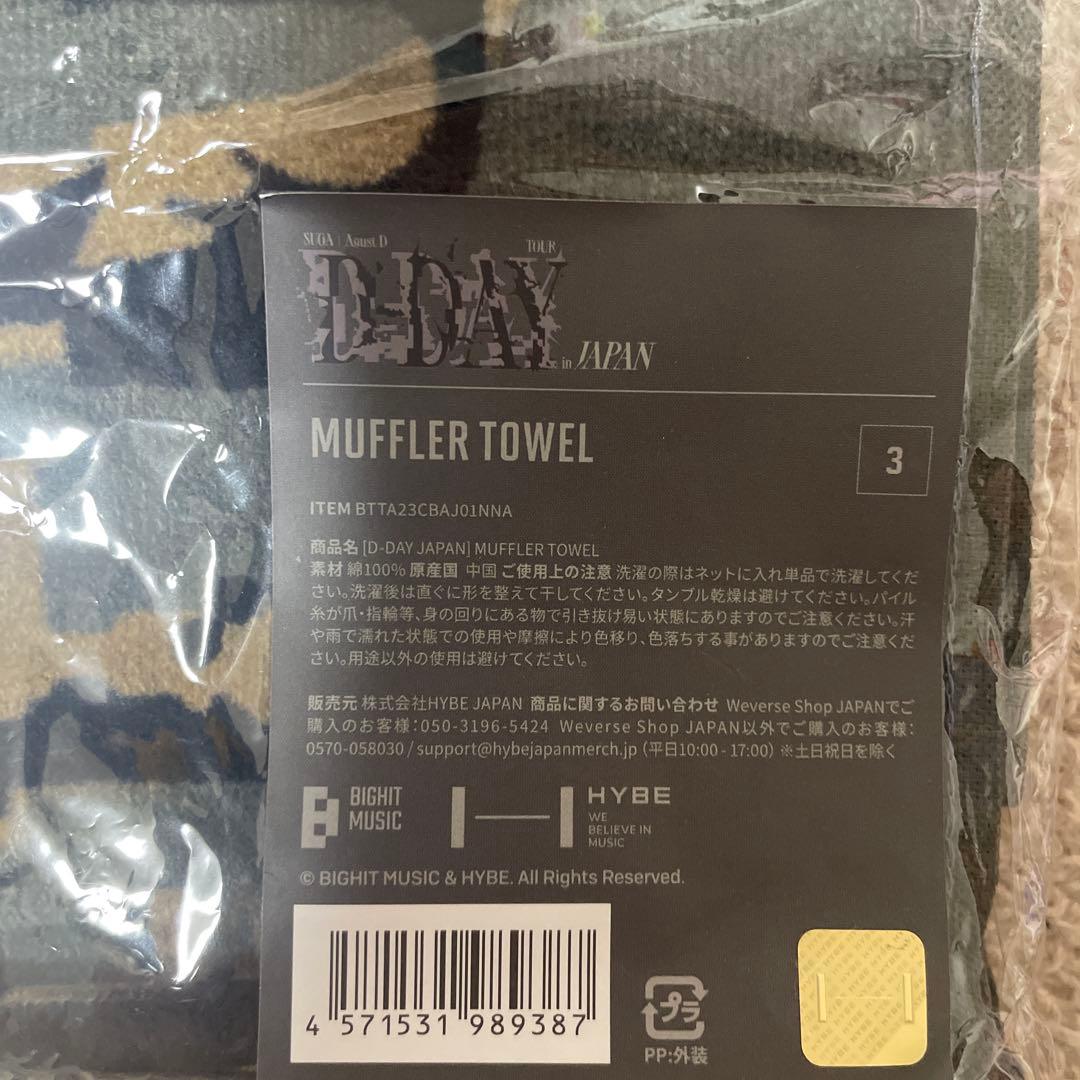 SUGA | Agust D TOUR
D-DAY
in JAPAN
MUFFLER TOWEL
3
ITEM BTTA23CBAJ01NNA
商品名 [D-DAY JAPAN] MUFFLER TOWEL
素材 綿100% 原産国 中国 ご使用上の注意 洗濯の際はネットに入れ単品で洗濯してくだ
さい。洗濯後は直ぐに形を整えて干してください。タンブル乾燥は避けてください。パイル
糸が爪・指輪等、身の回りにある物で引き抜け易い状態にありますのでご注意ください。汗
や雨で濡れた状態での使用や摩擦により色移り、色落ちする事がありますのでご注意くだ
さい。用途以外の使用は避けてください。
販売元 株式会社HYBE JAPAN 商品に関するお問い合わせ Weverse Shop JAPANでご
購入のお客様：050-3196-5424 Weverse Shop JAPAN以外でご購入のお客様：
0570-058030 / support@hybejapanmerch.jp (平日10:00 - 17:00) ※土日祝日を除く
BIGHIT
MUSIC
HYBE
WE
BELIEVE IN
MUSIC
© BIGHIT MUSIC & HYBE. All Rights Reserved.
4 571531 989387
プラ
PP:外装
HYBE